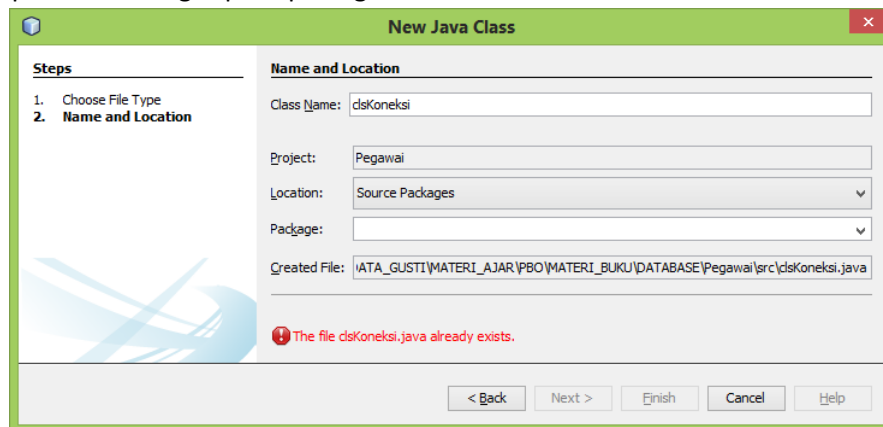 New Java Class
Steps
1. Choose File Type
2. Name and Location
Name and Location
Class Name: clsKoneksi
Project: Pegawai
Location: Source Packages
Package:
Created File: \ATA_GUSTI\MATERI_AJAR\PBO\MATERI_BUKU\DATABASE\Pegawai\src\clsKoneksi.java
The file clsKoneksi.java already exists.
< Back Next > Finish Cancel Help